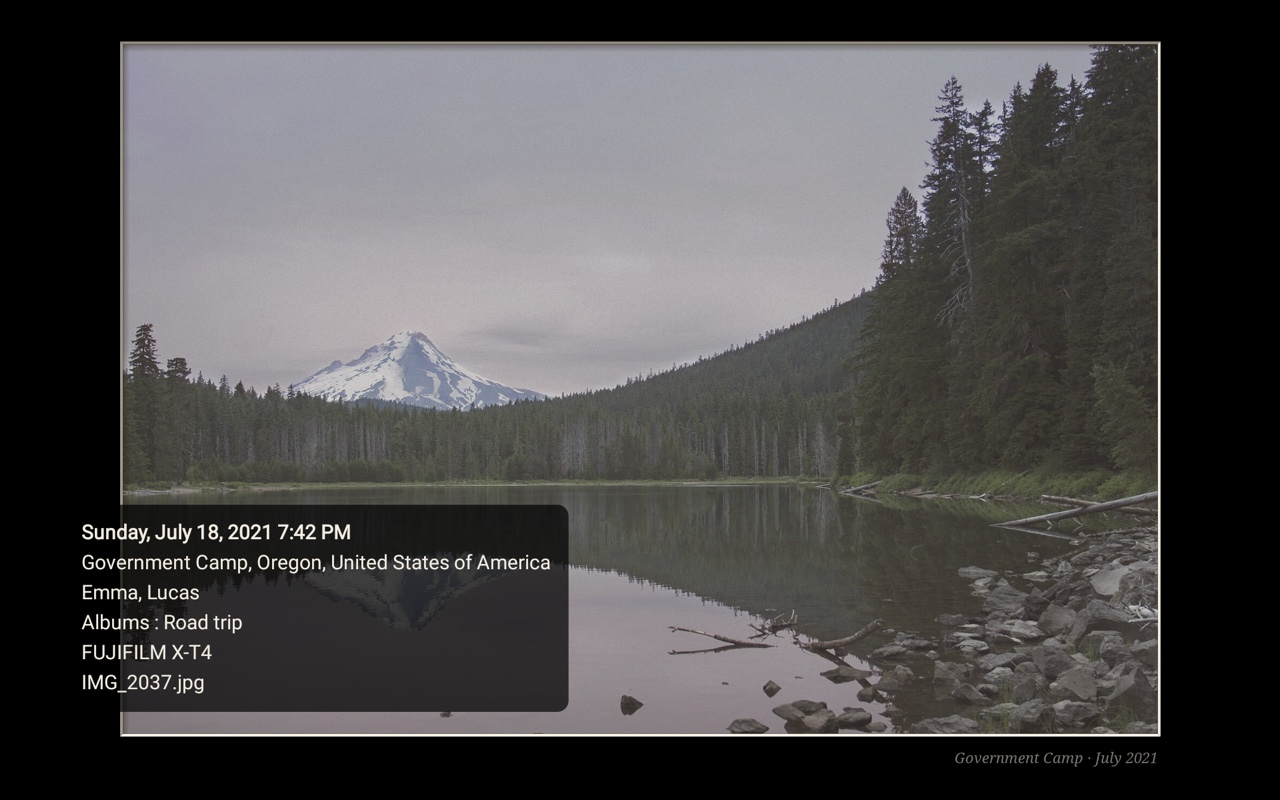 Sunday, July 18, 2021 7:42 PM
Government Camp, Oregon, United States of America
Emma, Lucas
Albums : Road trip
FUJIFILM X-T4
IMG_2037.jpg
Government Camp · July 2021